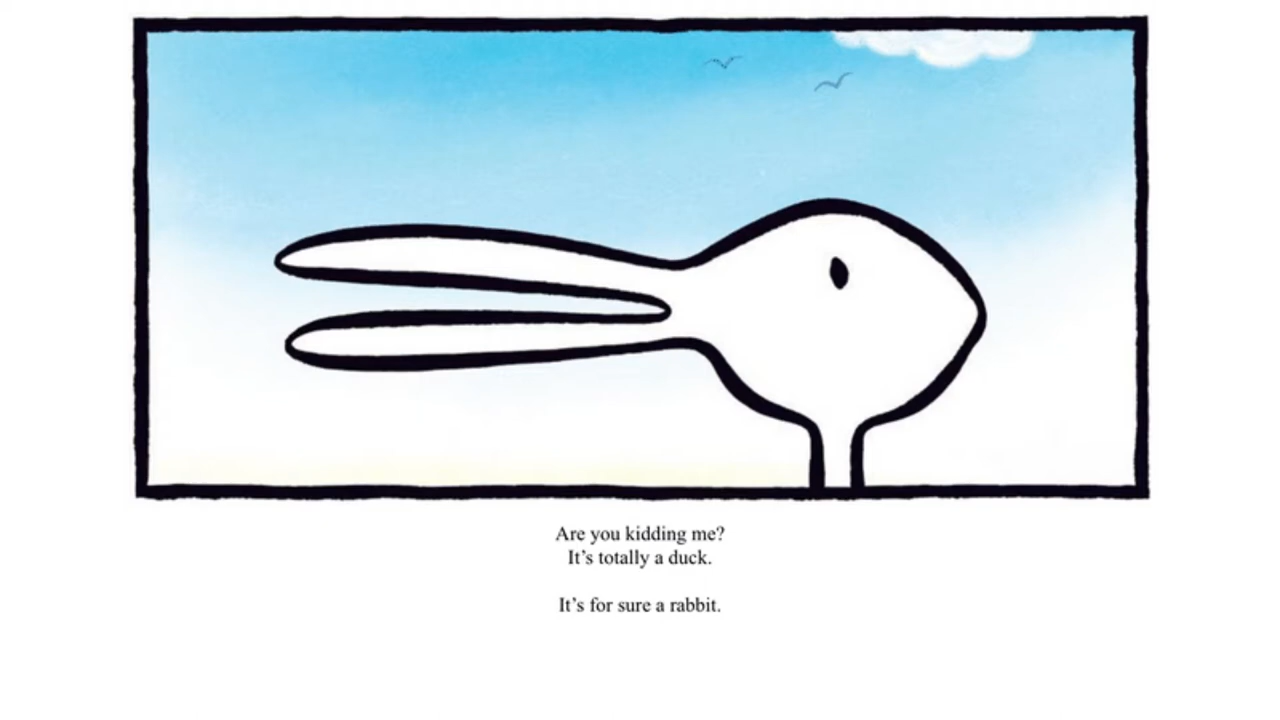 Are you kidding me?
It’s totally a duck.
It’s for sure a rabbit.